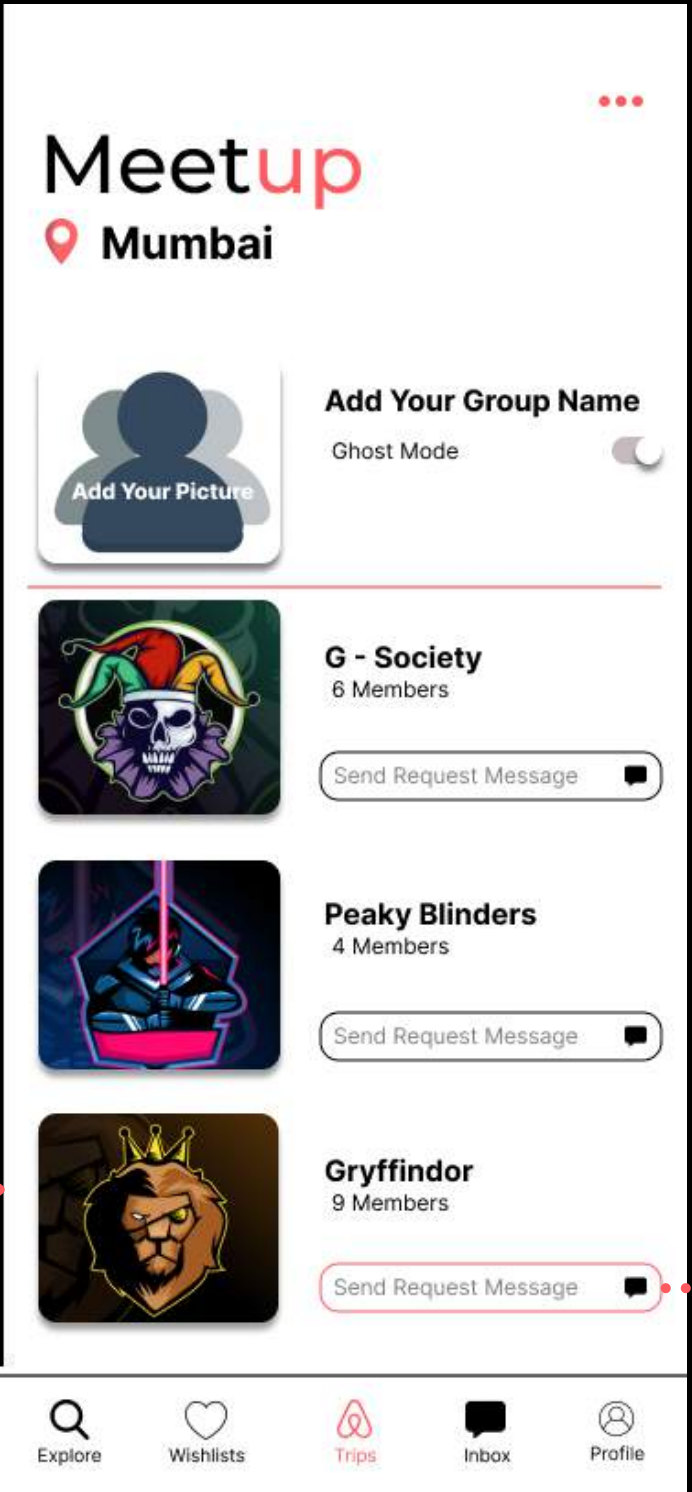 Meetup
Mumbai
Add Your Picture
Add Your Group Name
Ghost Mode
G - Society
6 Members
Send Request Message
Peaky Blinders
4 Members
Send Request Message
Gryffindor
9 Members
Send Request Message
Explore
Wishlists
Trips
Inbox
Profile